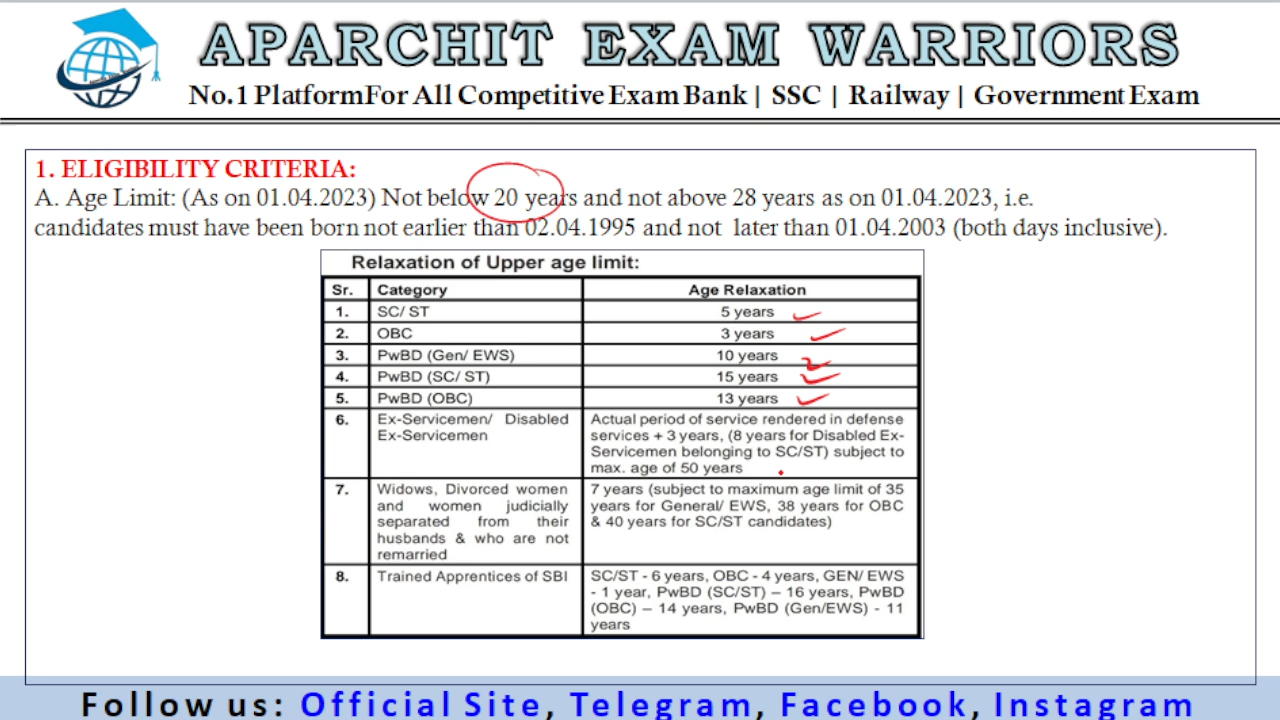 APARCHIT EXAM WARRIORS
No.1 PlatformFor All Competitive Exam Bank | SSC | Railway | Government Exam
1. ELIGIBILITY CRITERIA:
A. Age Limit: (As on 01.04.2023) Not below 20 years and not above 28 years as on 01.04.2023, i.e.
candidates must have been born not earlier than 02.04.1995 and not later than 01.04.2003 (both days inclusive).
Relaxation of Upper age limit:
Sr. Category Age Relaxation
1. SC/ ST 5 years
2. OBC 3 years
3. PwBD (Gen/ EWS) 10 years
4. PwBD (SC/ ST) 15 years
5. PwBD (OBC) 13 years
6. Ex-Servicemen/ Disabled
Ex-Servicemen
Actual period of service rendered in defense
services + 3 years, (8 years for Disabled Ex-
Servicemen belonging to SC/ST) subject to
max. age of 50 years
7. Widows, Divorced women
and women judicially
separated from their
husbands & who are not
remarried
7 years (subject to maximum age limit of 35
years for General/ EWS, 38 years for OBC
& 40 years for SC/ST candidates)
8. Trained Apprentices of SBI
SC/ST - 6 years, OBC - 4 years, GEN/ EWS
- 1 year, PwBD (SC/ST) – 16 years, PwBD
(OBC) – 14 years, PwBD (Gen/EWS) - 11
years
Follow us: Official Site, Telegram, Facebook, Instagram